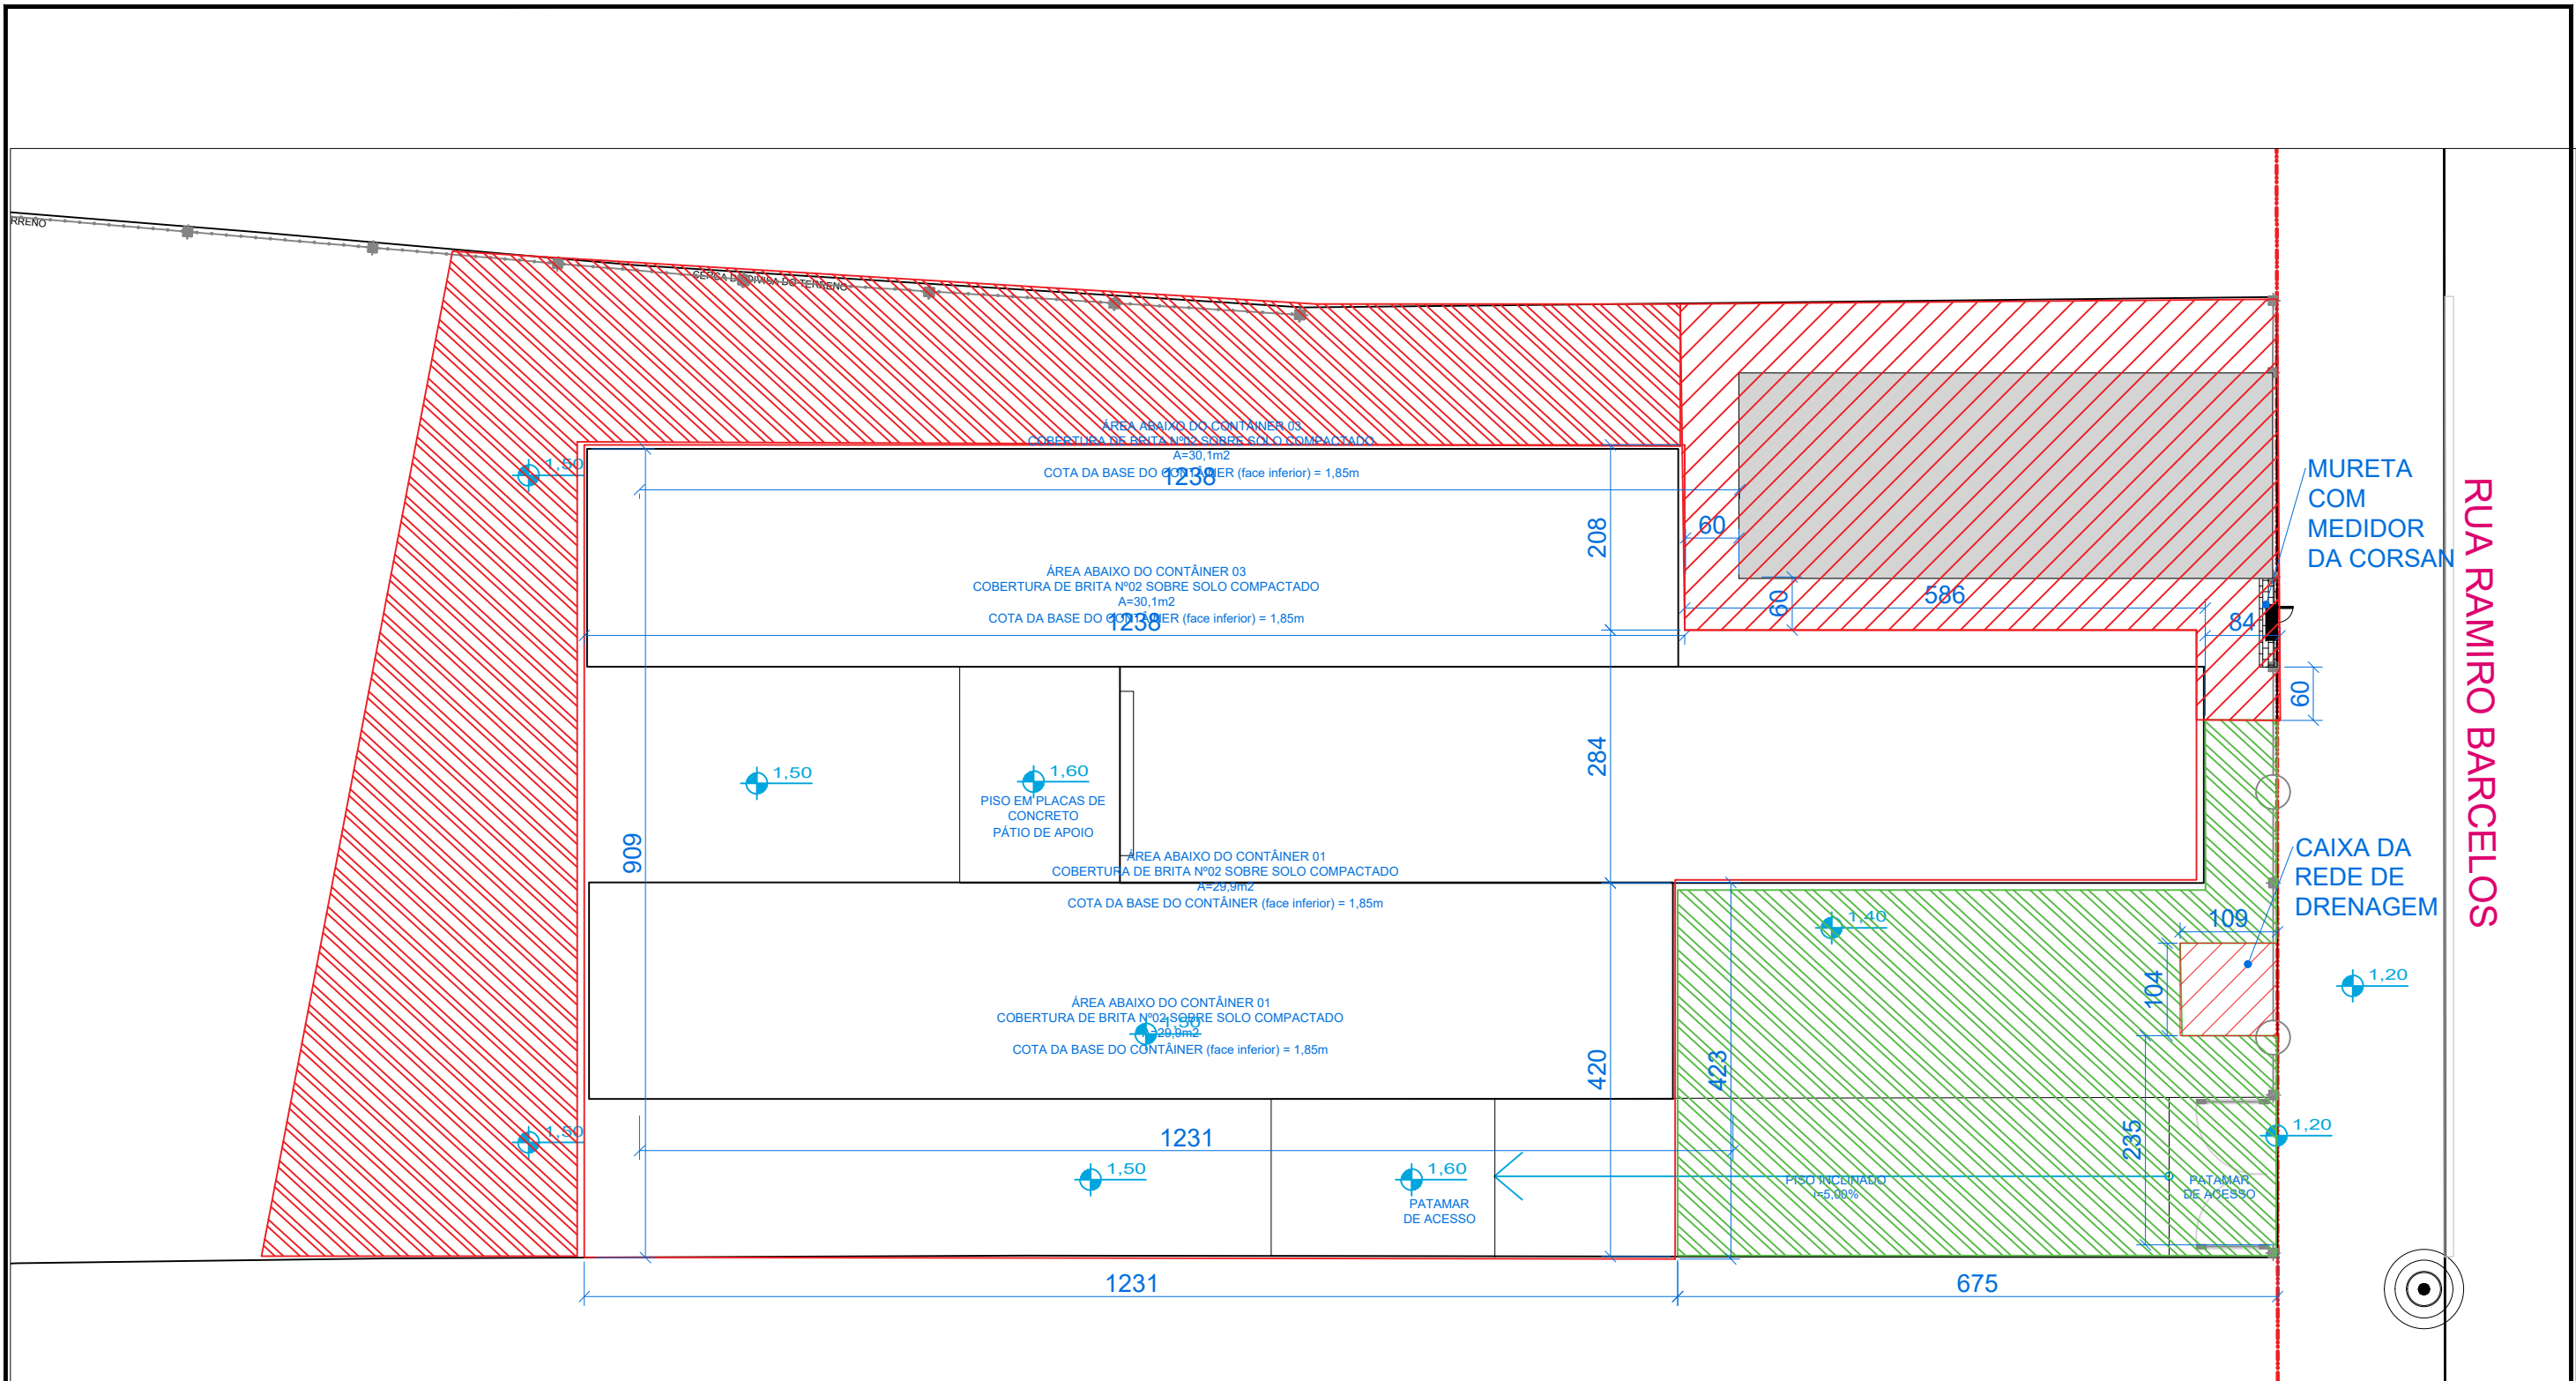 RRENO
CERCA DE DIVISA DO TERRENO
ÁREA ABAIXO DO CONTÂINER 03
COBERTURA DE BRITA Nº02 SOBRE SOLO COMPACTADO
A=30,1m2
COTA DA BASE DO CONTÂINER (face inferior) = 1,85m
1238
1,50
208
60
MURETA
COM
MEDIDOR
DA CORSAN
RUA RAMIRO BARCELOS
ÁREA ABAIXO DO CONTÂINER 03
COBERTURA DE BRITA Nº02 SOBRE SOLO COMPACTADO
A=30,1m2
COTA DA BASE DO CONTÂINER (face inferior) = 1,85m
1238
60
586
84
60
284
1,50
1,60
PISO EM PLACAS DE
CONCRETO
PÁTIO DE APOIO
909
ÁREA ABAIXO DO CONTÂINER 01
COBERTURA DE BRITA Nº02 SOBRE SOLO COMPACTADO
A=29,9m2
COTA DA BASE DO CONTÂINER (face inferior) = 1,85m
CAIXA DA
REDE DE
DRENAGEM
1,40
109
104
1,20
ÁREA ABAIXO DO CONTÂINER 01
COBERTURA DE BRITA Nº02 SOBRE SOLO COMPACTADO
1,50
A=29,9m2
COTA DA BASE DO CONTÂINER (face inferior) = 1,85m
420
423
1,50
1231
235
1,20
1,50
1,60
PATAMAR
DE ACESSO
PISO INCLINADO
i=5,00%
PATAMAR
DE ACESSO
1231
675